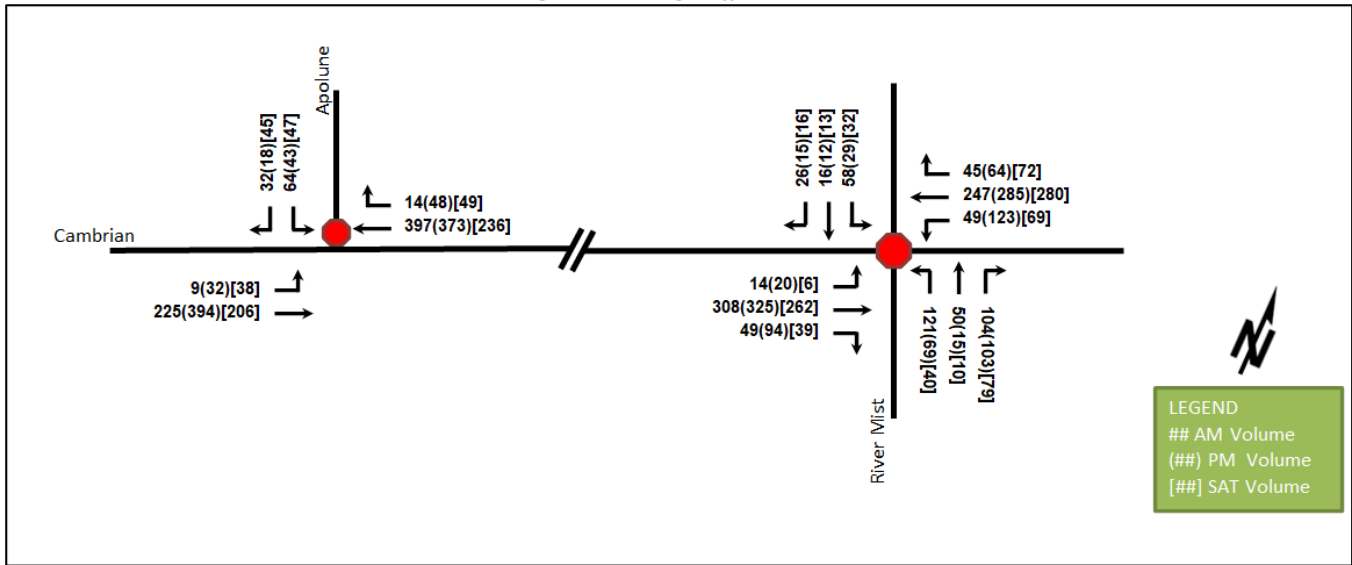 Apolune
32(18)[45]
64(43)[47]
14(48)[49]
397(373)[236]
Cambrian
9(32)[38]
225(394)[206]
26(15)[16]
16(12)[13]
58(29)[32]
45(64)[72]
247(285)[280]
49(123)[69]
14(20)[6]
308(325)[262]
49(94)[39]
121(69)[40]
50(15)[10]
104(103)[79]
River Mist
N
LEGEND
## AM Volume
(##) PM Volume
[##] SAT Volume